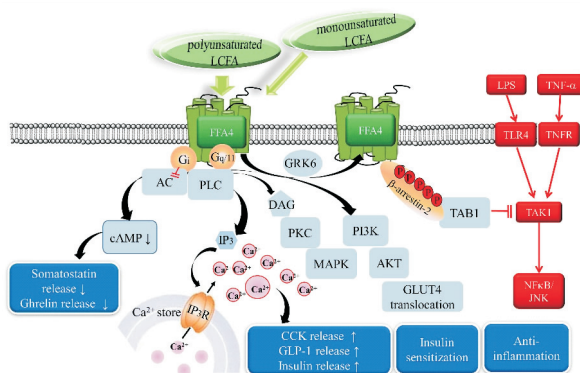 polyunsaturated
LCFA
monounsaturated
LCFA
FFA4
FFA4
LPS
TNF-α
TLR4
TNFR
Gi
Gq/11
GRK6
AC
PLC
DAG
PKC
MAPK
PI3K
AKT
GLUT4
translocation
P P P P P
β-arrestin-2
TAB1
TAK1
NFκB/
JNK
cAMP ↓
IP3
Somatostatin
release ↓
Ghrelin release ↓
Ca²⁺ store
IP3R
Ca²⁺
Ca²⁺
Ca²⁺
Ca²⁺
Ca²⁺
CCK release ↑
GLP-1 release ↑
Insulin release ↑
Insulin
sensitization
Anti-
inflammation